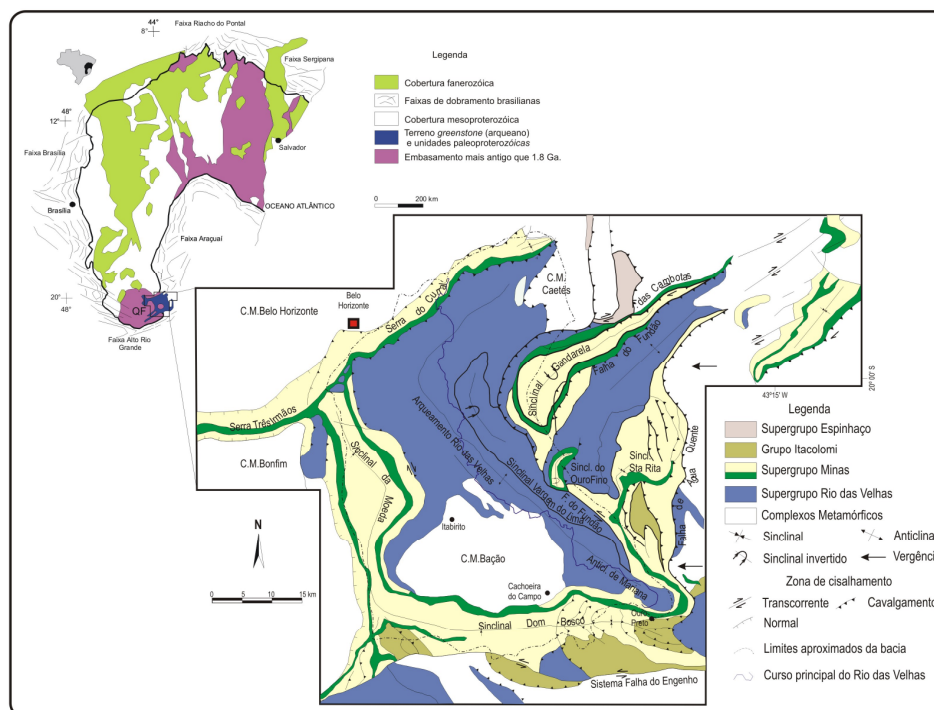 44°
8°
Faixa Riacho do Pontal
Faixa Sergipana
48°
12°
Faixa Brasília
Brasília
Salvador
OCEANO ATLÂNTICO
Faixa Araçuaí
20°
48°
QF
Faixa Alto Rio
Grande
Legenda
Cobertura fanerozóica
Faixas de dobramento brasilianas
Cobertura mesoproterozóica
Terreno greenstone (arqueano)
e unidades paleoproterozóicas
Embasamento mais antigo que 1.8 Ga.
0 200 km
C.M.Belo Horizonte
Belo
Horizonte
Serra do Curral
C.M.
Caetés
F. das Cambotas
Sinclinal Gandarela
Falha do Fundão
Serra TrêsIrmãos
C.M.Bonfim
Sinclinal da Moeda
Arqueamento Rio das Velhas
Sinclinal Vargem do Lima
Sincl. do
OuroFino
Sincl.
Sta Rita
Falha de Agua Quente
F. do Fundão
Itabirito
C.M.Bação
Anticl. de Mariana
Cachoeira
do Campo
Sinclinal Dom Bosco
Ouro
Preto
Sistema Falha do Engenho
N
0 5 10 15 km
20° 00' S
43°15' W
Legenda
Supergrupo Espinhaço
Grupo Itacolomi
Supergrupo Minas
Supergrupo Rio das Velhas
Complexos Metamórficos
Sinclinal
Anticlina
Sinclinal invertido
Vergênci
Zona de cisalhamento
Transcorrente
Cavalgamento
Normal
Limites aproximados da bacia
Curso principal do Rio das Velhas